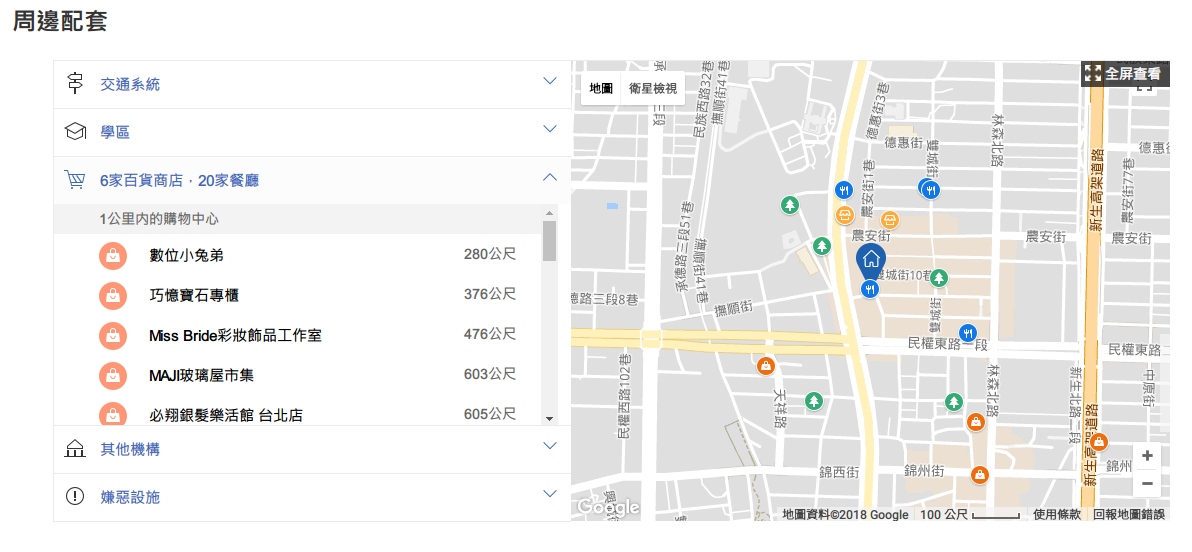 周邊配套
交通系統
學區
6家百貨商店，20家餐廳
1公里內的購物中心
數位小兔弟
280公尺
巧憶寶石專櫃
376公尺
Miss Bride彩妝飾品工作室
476公尺
MAJI玻璃屋市集
603公尺
必翔銀髮樂活館 台北店
605公尺
其他機構
嫌惡設施
地圖
衛星檢視
全屏查看
民族西路32巷
撫順街41巷
德惠街3巷
德惠街
雙城街
林森北路
新生高架道路
新生北路77巷
德惠
農安街1巷
農安街
農安街
農安街
承德路三段51巷
撫順街41巷
雙城街10巷
德路三段8巷
撫順街
雙城街
民權東路一段
民權東路二
民權西路102巷
天祥路
林森北路
新生北路二段
新生高架道路
中原街
錦西街
錦州街
錦州
Google
地圖資料©2018 Google
100 公尺
使用條款
回報地圖錯誤